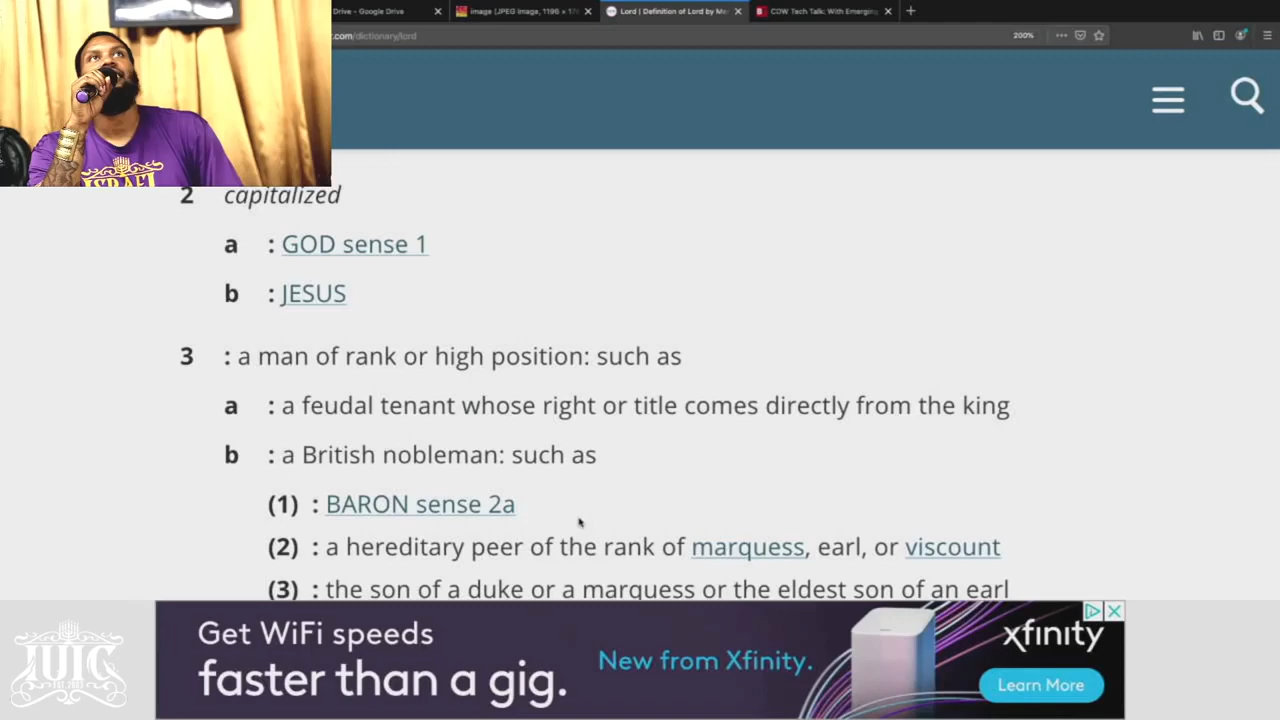 Drive - Google Drive
image (JPEG Image, 1196 × 17
Lord | Definition of Lord by Me
CDW Tech Talk: With Emerging
.com/dictionary/lord
200%
ISRAEL
2 capitalized
a : GOD sense 1
b : JESUS
3 : a man of rank or high position: such as
a : a feudal tenant whose right or title comes directly from the king
b : a British nobleman: such as
(1) : BARON sense 2a
(2) : a hereditary peer of the rank of marquess, earl, or viscount
(3) : the son of a duke or a marquess or the eldest son of an earl
IUIC
Get WiFi speeds
faster than a gig.
New from Xfinity.
xfinity
Learn More